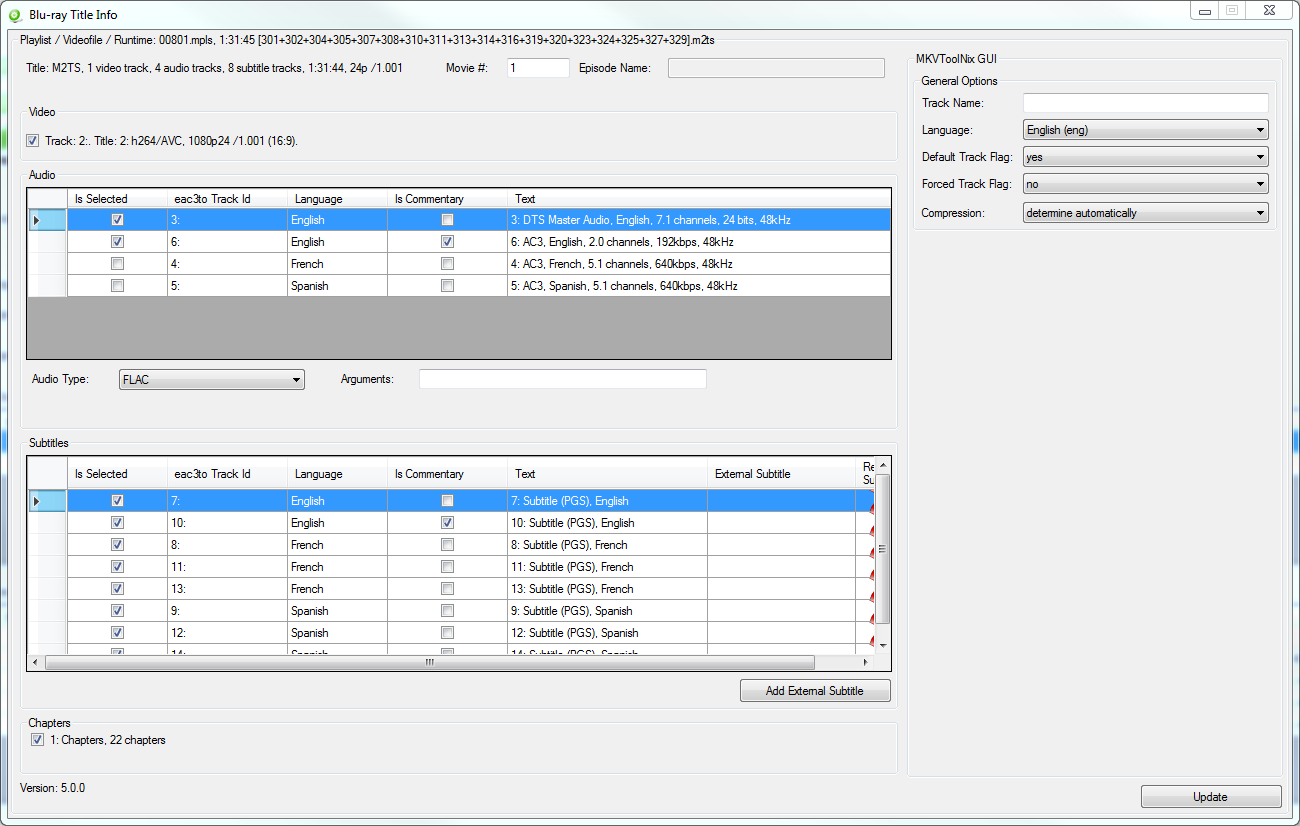 Blu-ray Title Info
Playlist / Videofile / Runtime: 00801.mpls, 1:31:45 [301+302+304+305+307+308+310+311+313+314+316+319+320+323+324+325+327+329].m2ts
Title: M2TS, 1 video track, 4 audio tracks, 8 subtitle tracks, 1:31:44, 24p /1.001 Movie #: 1 Episode Name:
Video
Track: 2:. Title: 2: h264/AVC, 1080p24 /1.001 (16:9).
Audio
Is Selected eac3to Track Id Language Is Commentary Text
3: English 3: DTS Master Audio, English, 7.1 channels, 24 bits, 48kHz
6: English 6: AC3, English, 2.0 channels, 192kbps, 48kHz
4: French 4: AC3, French, 5.1 channels, 640kbps, 48kHz
5: Spanish 5: AC3, Spanish, 5.1 channels, 640kbps, 48kHz
Audio Type: FLAC Arguments:
Subtitles
Is Selected eac3to Track Id Language Is Commentary Text External Subtitle Re
Su
7: English 7: Subtitle (PGS), English
10: English 10: Subtitle (PGS), English
8: French 8: Subtitle (PGS), French
11: French 11: Subtitle (PGS), French
13: French 13: Subtitle (PGS), French
9: Spanish 9: Subtitle (PGS), Spanish
12: Spanish 12: Subtitle (PGS), Spanish
14: Spanish 14: Subtitle (PGS), Spanish
Add External Subtitle
Chapters
1: Chapters, 22 chapters
Version: 5.0.0
MKVToolNix GUI
General Options
Track Name:
Language: English (eng)
Default Track Flag: yes
Forced Track Flag: no
Compression: determine automatically
Update